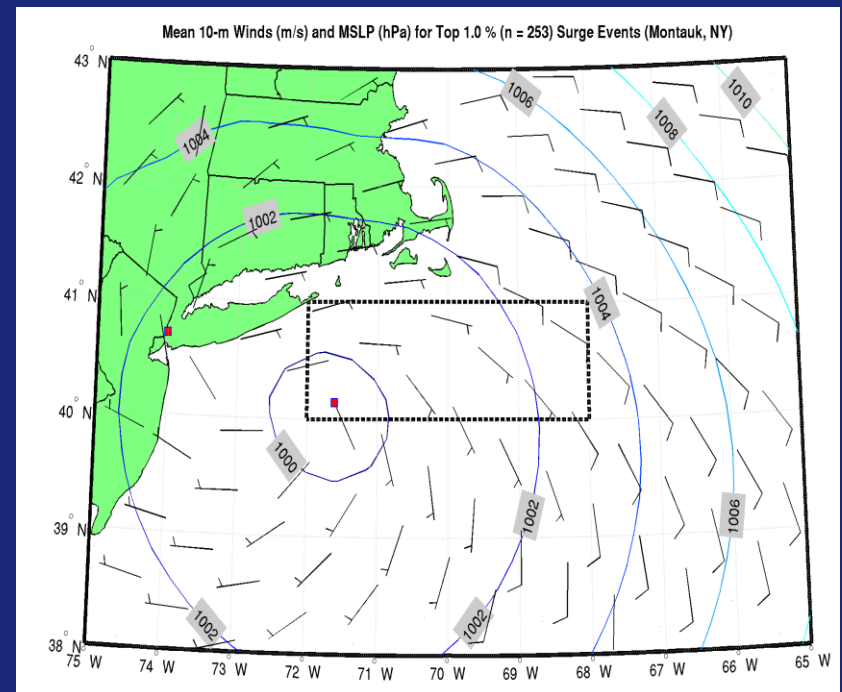 Mean 10-m Winds (m/s) and MSLP (hPa) for Top 1.0 % (n = 253) Surge Events (Montauk, NY)
43° N
42° N
41° N
40° N
39° N
38° N
75° W
74° W
73° W
72° W
71° W
70° W
69° W
68° W
67° W
66° W
65° W
1006
1010
1008
1004
1002
1004
1000
1002
1006
1002
1002